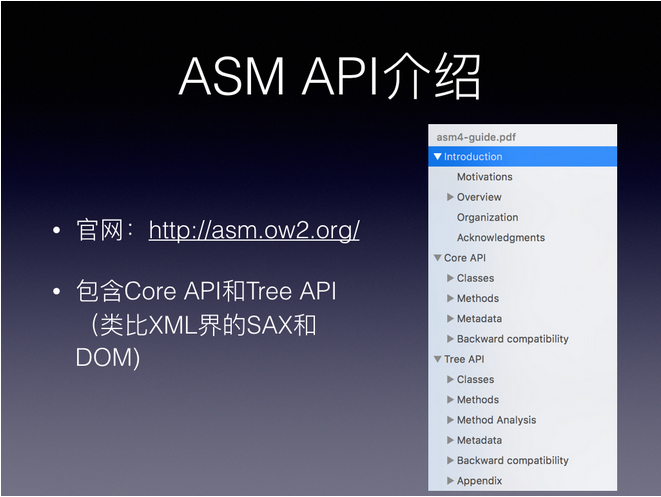 ASM API介绍
• 官网：http://asm.ow2.org/
• 包含Core API和Tree API
（类比XML界的SAX和
DOM)
asm4-guide.pdf
▼Introduction
Motivations
▶Overview
Organization
Acknowledgments
▼Core API
▶Classes
▶Methods
▶Metadata
▶Backward compatibility
▼Tree API
▶Classes
▶Methods
▶Method Analysis
▶Metadata
▶Backward compatibility
▶Appendix